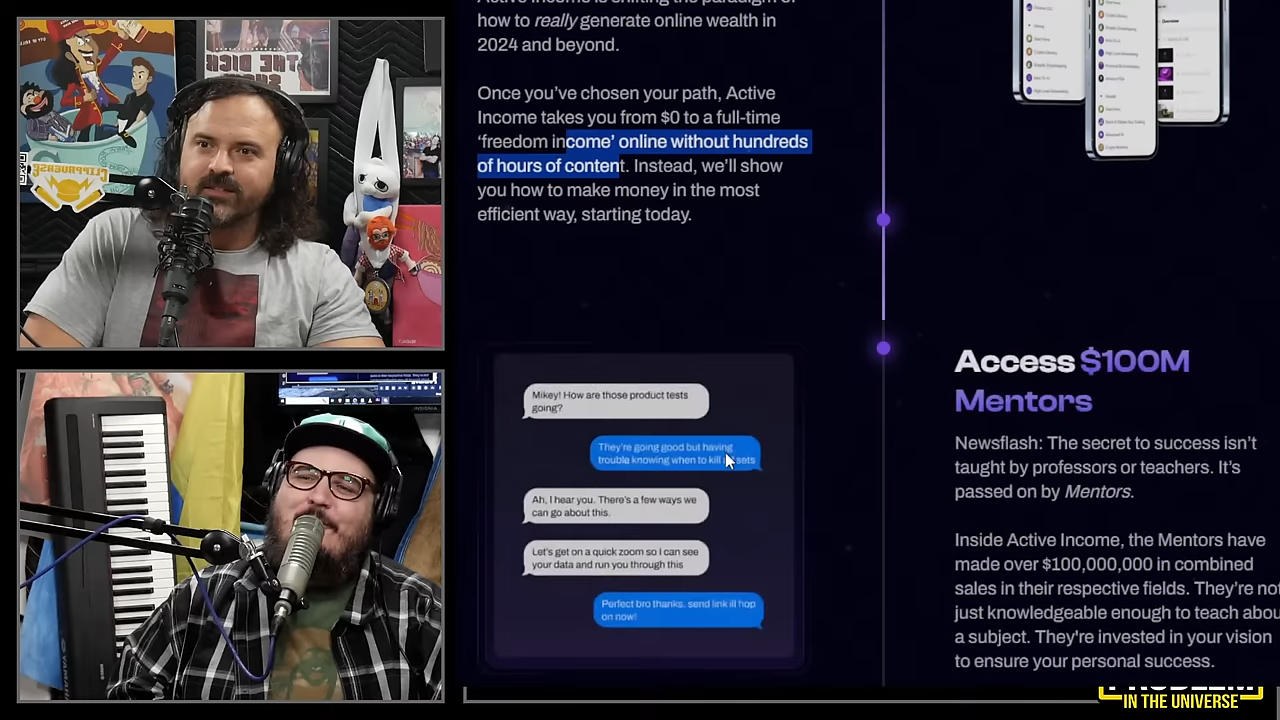 how to really generate online wealth in
2024 and beyond.
Once you’ve chosen your path, Active
Income takes you from $0 to a full-time
‘freedom income’ online without hundreds
of hours of content. Instead, we’ll show
you how to make money in the most
efficient way, starting today.
Mikey! How are those product tests
going?
They're going good but having
trouble knowing when to kill sets
Ah, I hear you. There's a few ways we
can go about this.
Let's get on a quick zoom so I can see
your data and run you through this
Perfect bro thanks. send link ill hop
on now!
Access $100M
Mentors
Newsflash: The secret to success isn’t
taught by professors or teachers. It’s
passed on by Mentors.
Inside Active Income, the Mentors have
made over $100,000,000 in combined
sales in their respective fields. They’re not
just knowledgeable enough to teach about
a subject. They're invested in your vision
to ensure your personal success.
PROBLEM
IN THE UNIVERSE